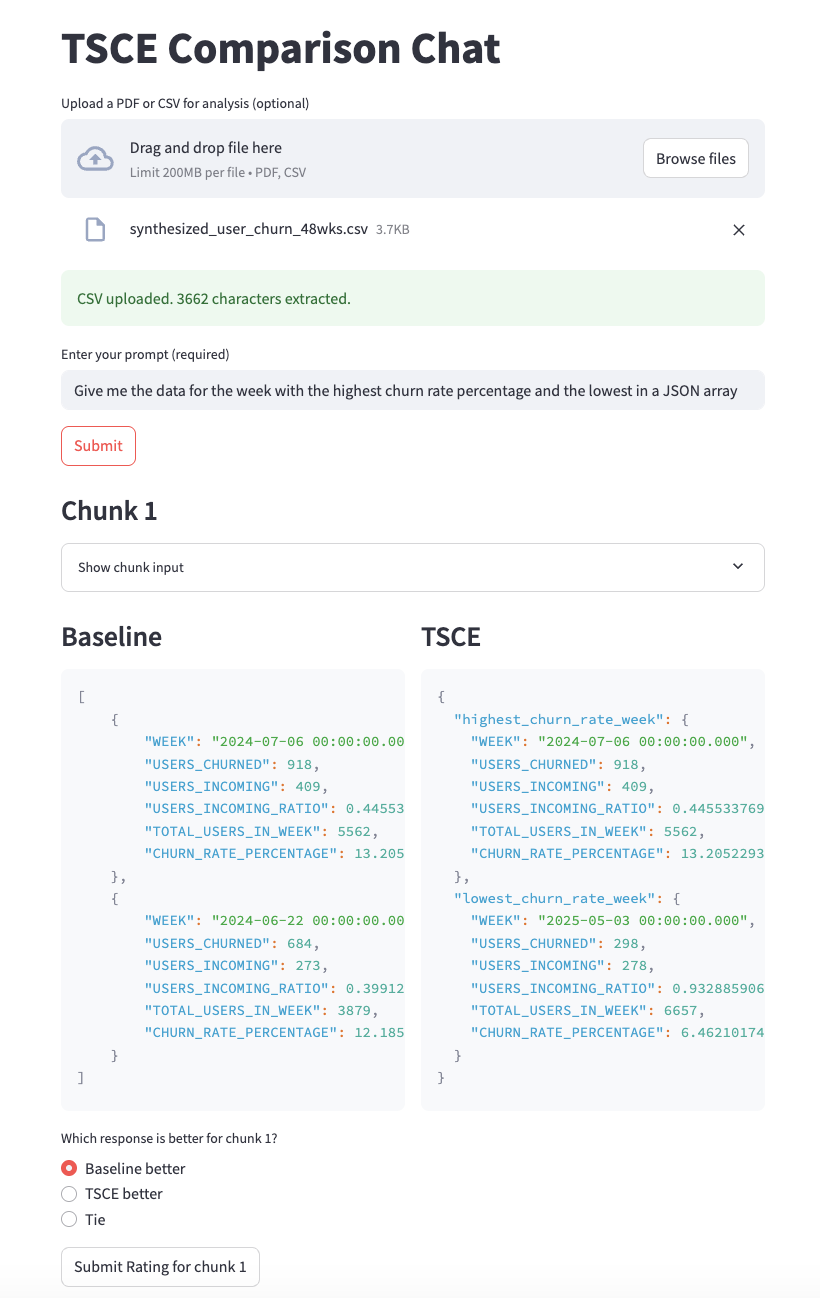 TSCE Comparison Chat
Upload a PDF or CSV for analysis (optional)
Drag and drop file here
Limit 200MB per file • PDF, CSV
Browse files
synthesized_user_churn_48wks.csv 3.7KB
CSV uploaded. 3662 characters extracted.
Enter your prompt (required)
Give me the data for the week with the highest churn rate percentage and the lowest in a JSON array
Submit
Chunk 1
Show chunk input
Baseline
[
{
"WEEK": "2024-07-06 00:00:00.00
"USERS_CHURNED": 918,
"USERS_INCOMING": 409,
"USERS_INCOMING_RATIO": 0.44553
"TOTAL_USERS_IN_WEEK": 5562,
"CHURN_RATE_PERCENTAGE": 13.205
},
{
"WEEK": "2024-06-22 00:00:00.00
"USERS_CHURNED": 684,
"USERS_INCOMING": 273,
"USERS_INCOMING_RATIO": 0.39912
"TOTAL_USERS_IN_WEEK": 3879,
"CHURN_RATE_PERCENTAGE": 12.185
}
]
TSCE
{
"highest_churn_rate_week": {
"WEEK": "2024-07-06 00:00:00.000",
"USERS_CHURNED": 918,
"USERS_INCOMING": 409,
"USERS_INCOMING_RATIO": 0.445533769
"TOTAL_USERS_IN_WEEK": 5562,
"CHURN_RATE_PERCENTAGE": 13.2052293
},
"lowest_churn_rate_week": {
"WEEK": "2025-05-03 00:00:00.000",
"USERS_CHURNED": 298,
"USERS_INCOMING": 278,
"USERS_INCOMING_RATIO": 0.932885906
"TOTAL_USERS_IN_WEEK": 6657,
"CHURN_RATE_PERCENTAGE": 6.46210174
}
}
Which response is better for chunk 1?
Baseline better
TSCE better
Tie
Submit Rating for chunk 1